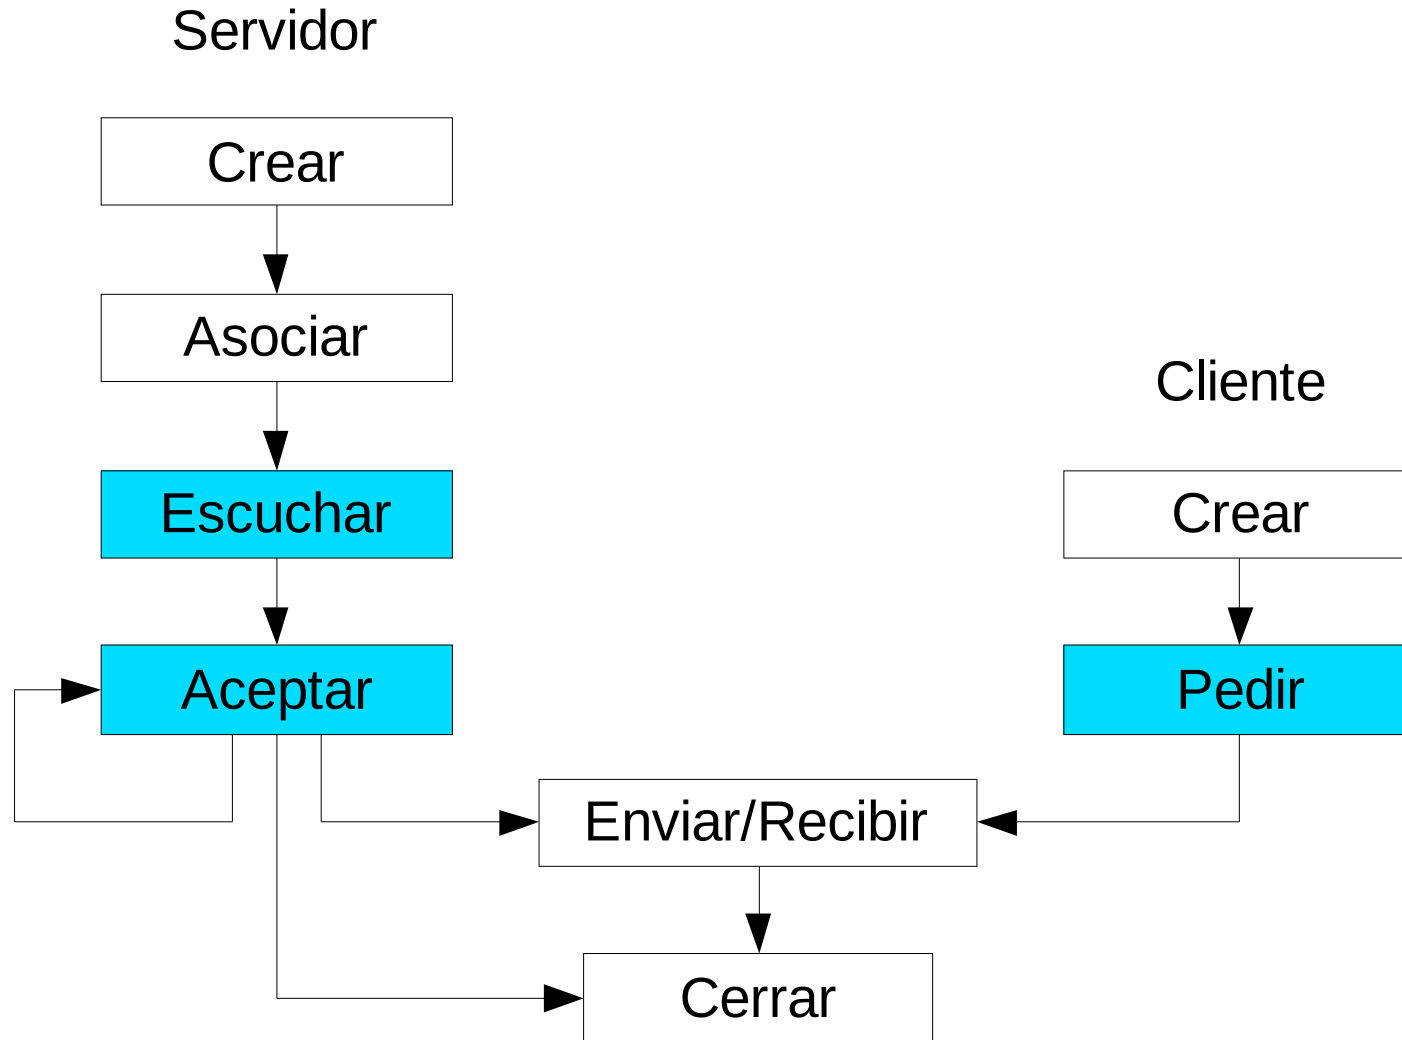 Servidor
Crear
Asociar
Cliente
Escuchar
Crear
Aceptar
Pedir
Enviar/Recibir
Cerrar